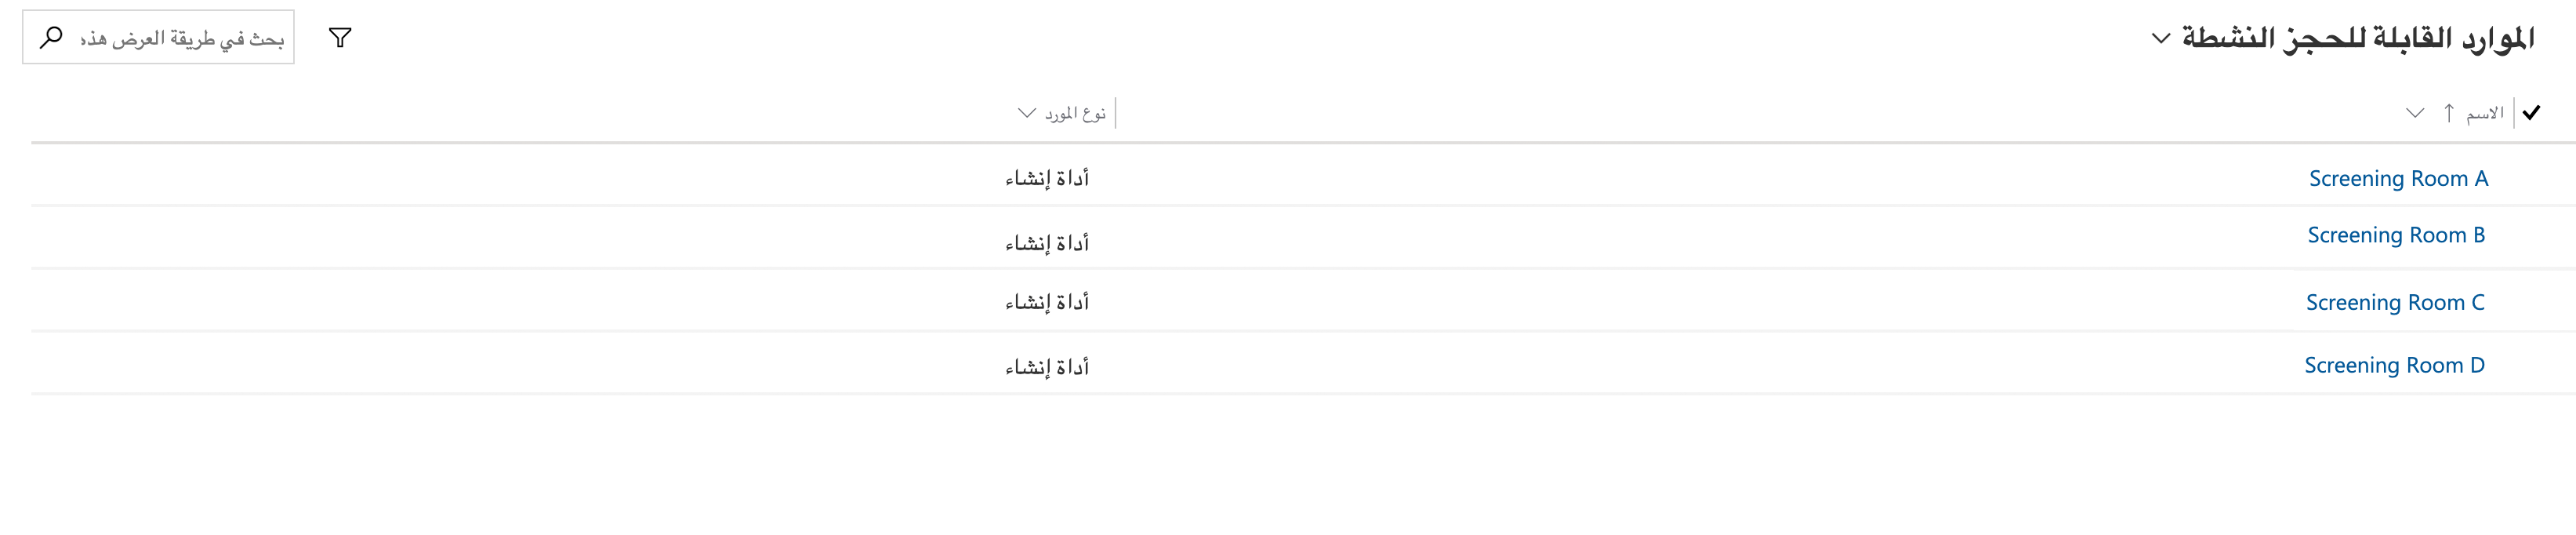 الموارد القابلة للحجز النشطة
بحث في طريقة العرض هذه
الاسم
نوع المورد
Screening Room A
أداة إنشاء
Screening Room B
أداة إنشاء
Screening Room C
أداة إنشاء
Screening Room D
أداة إنشاء